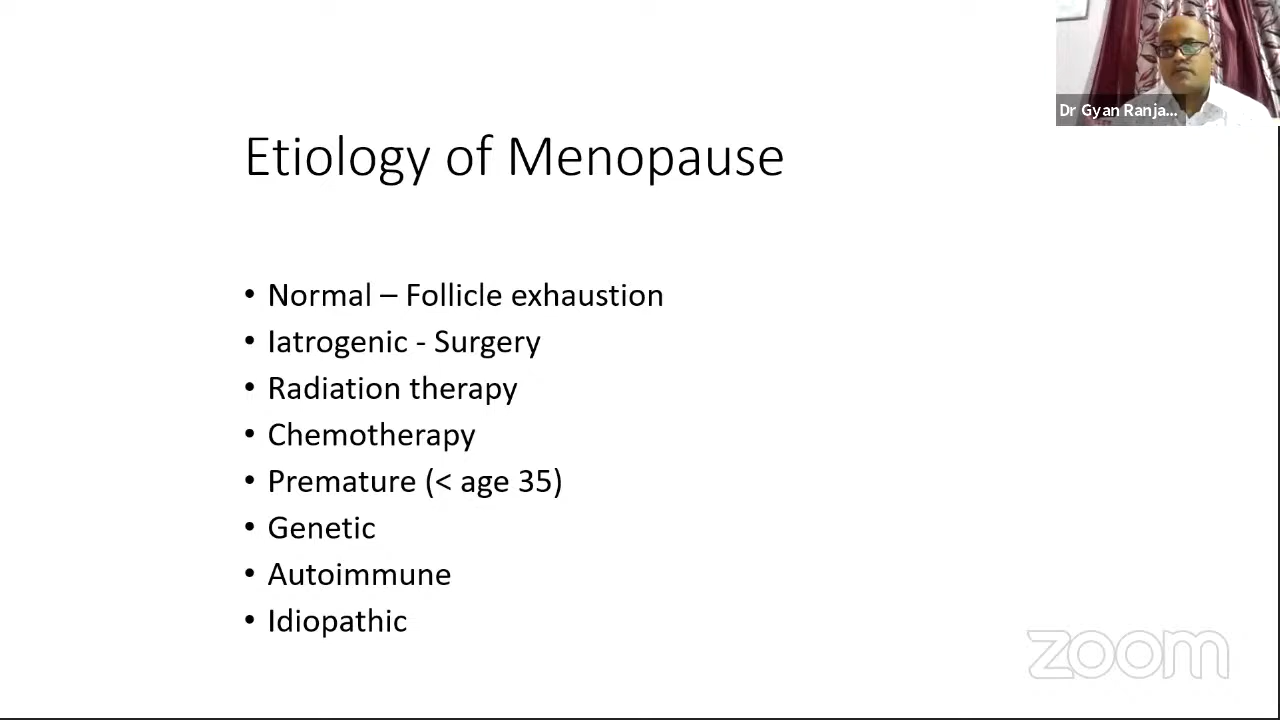 Dr Gyan Ranja...
Etiology of Menopause
• Normal – Follicle exhaustion
• Iatrogenic - Surgery
• Radiation therapy
• Chemotherapy
• Premature (< age 35)
• Genetic
• Autoimmune
• Idiopathic
zoom